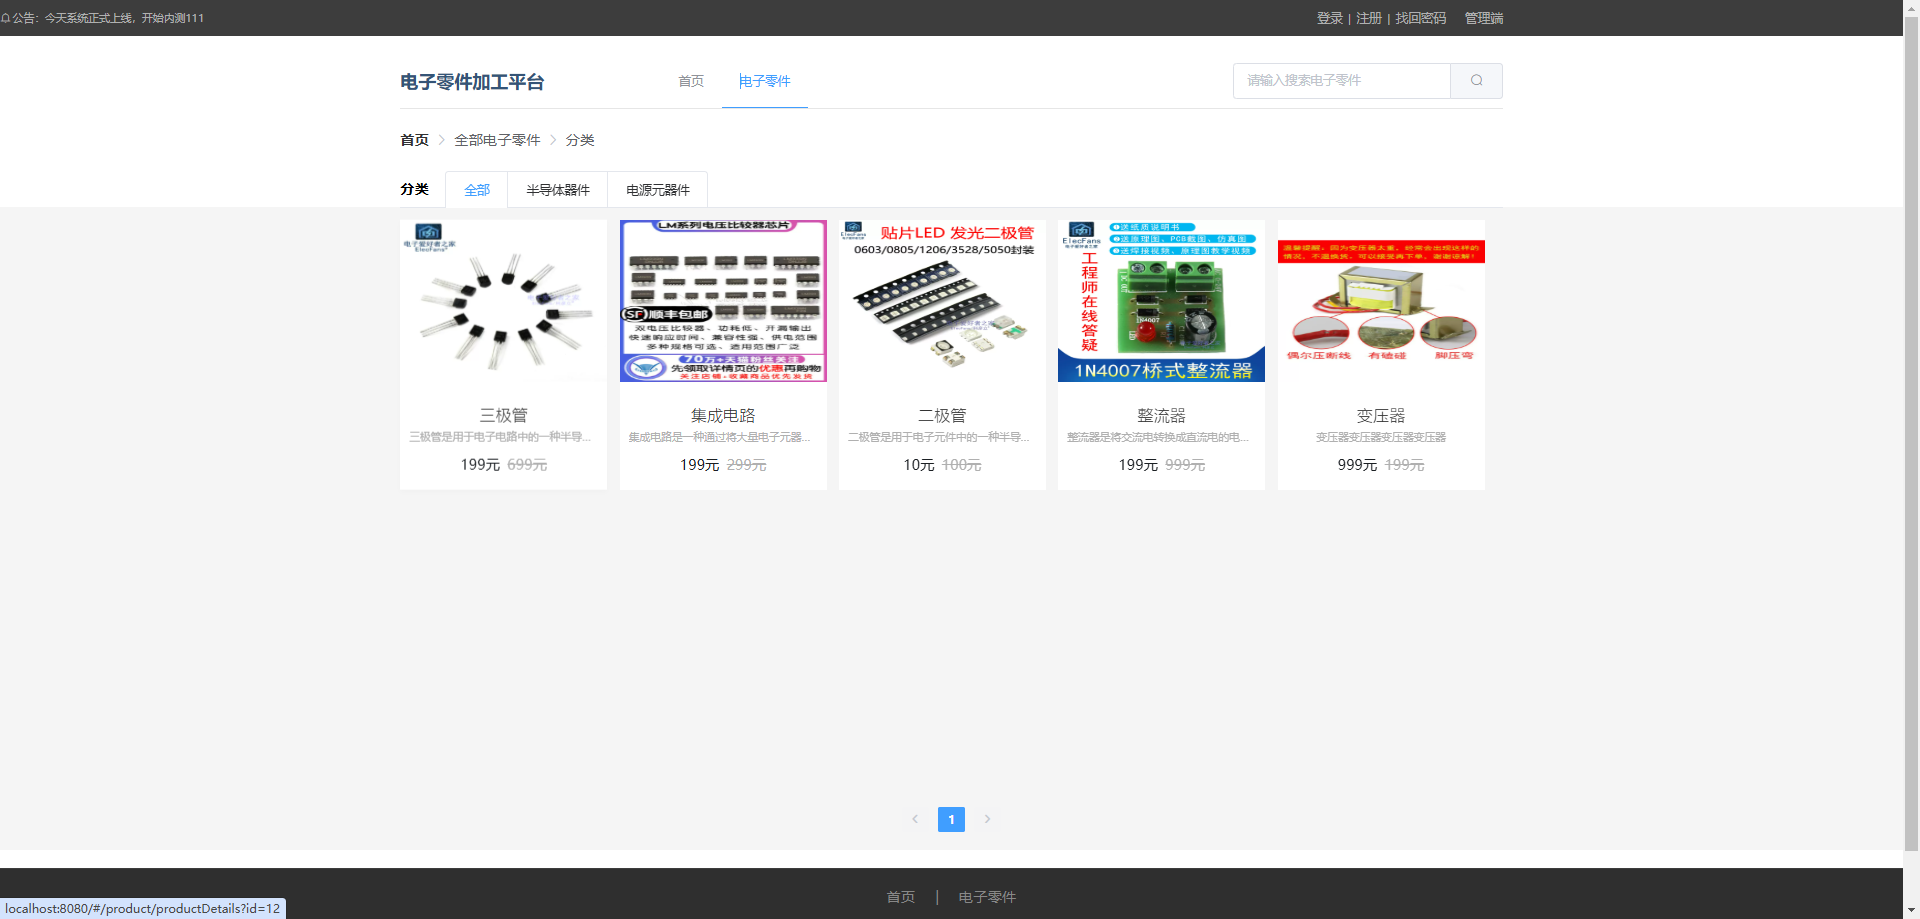 公告：今天系统正式上线，开始内测111
登录 | 注册 | 找回密码 管理端
电子零件加工平台 首页 电子零件 请输入搜索电子零件
首页 全部电子零件 分类
分类 全部 半导体器件 电源元器件
电子爱好者之家
ElecFans
LM系列电压比较器芯片
SF 顺丰包邮
双电压比较器、功耗低、开漏输出
快速响应时间、兼容性强、供电范围
多种规格可选、适用范围广泛
70万+天猫粉丝关注
先领取详情页的优惠再购物
关注店铺+收藏商品优先发货
ElecFans
贴片LED 发光二极管
0603/0805/1206/3528/5050封装
ElecFans
电子爱好者之家
送纸质说明书
送原理图、PCB截图、仿真图
送焊接视频、原理图教学视频
工程师在线答疑
1N4007
1N4007桥式整流器
温馨提醒：因为变压器太重，经常会出现这样的
情况，不退换货，可以接受再下单，谢谢谅解！
偶尔压断线 有磕碰 脚压弯
三极管 集成电路 二极管 整流器 变压器
三极管是用于电子电路中的一种半导... 集成电路是一种通过将大量电子元器... 二极管是用于电子元件中的一种半导... 整流器是将交流电转换成直流电的电... 变压器变压器变压器变压器
199元 699元 199元 299元 10元 100元 199元 999元 999元 199元
1
首页 | 电子零件
localhost:8080/#/product/productDetails?id=12